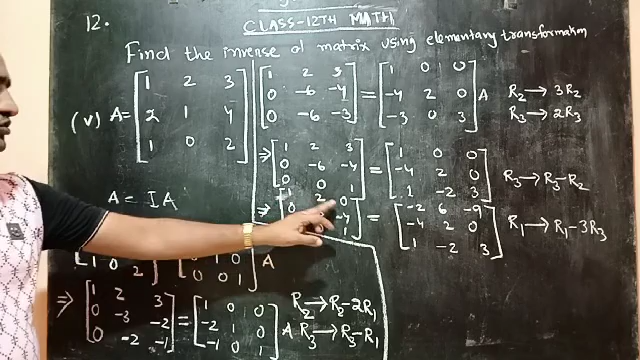 12.
CLASS-12TH MATH
Find the inverse of matrix using elementary transformation
(v) A = [1 2 3
2 1 4
1 0 2]
A = IA
1 0 2] 0 0 1] A
⇒ [1 2 3
0 -3 -2
0 -2 -1] = [1 0 0
-2 1 0
-1 0 1] A R₂→R₂-2R₁
R₃→R₃-R₁
[1 2 3
0 -6 -4
0 -6 -3] = [1 0 0
-4 2 0
-3 0 3] A R₂→3R₂
R₃→2R₃
⇒ [1 2 3
0 -6 -4
0 0 1] = [1 0 0
-4 2 0
1 -2 3] R₃→R₃-R₂
⇒ [1 2 0
0 -4
1] = [-2 6 -9
-4 2 0
1 -2 3] R₁→R₁-3R₃